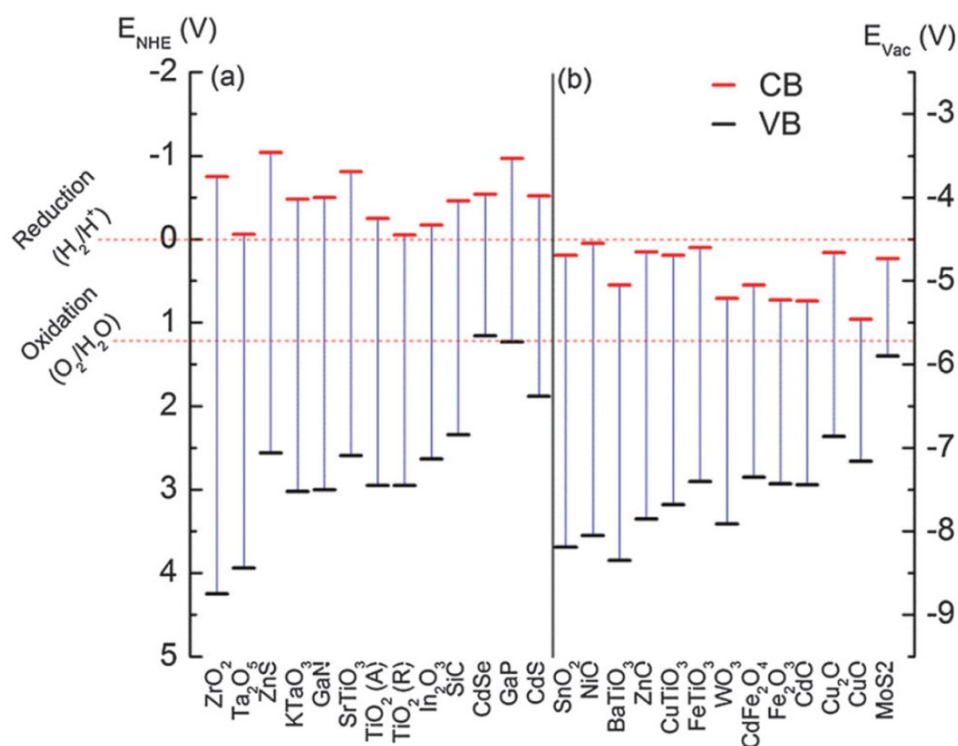 E_NHE (V)
E_Vac (V)
(a)
(b)
CB
VB
-2
-1
0
1
2
3
4
5
-3
-4
-5
-6
-7
-8
-9
Reduction
(H₂/H⁺)
Oxidation
(O₂/H₂O)
ZrO₂
Ta₂O₅
ZnS
KTaO₃
GaN
SrTiO₃
TiO₂ (A)
TiO₂ (R)
In₂O₃
SiC
CdSe
GaP
CdS
SnO₂
NiO
BaTiO₃
ZnO
CuTiO₃
FeTiO₃
WO₃
CdFe₂O₄
Fe₂O₃
CdO
Cu₂O
CuO
MoS2